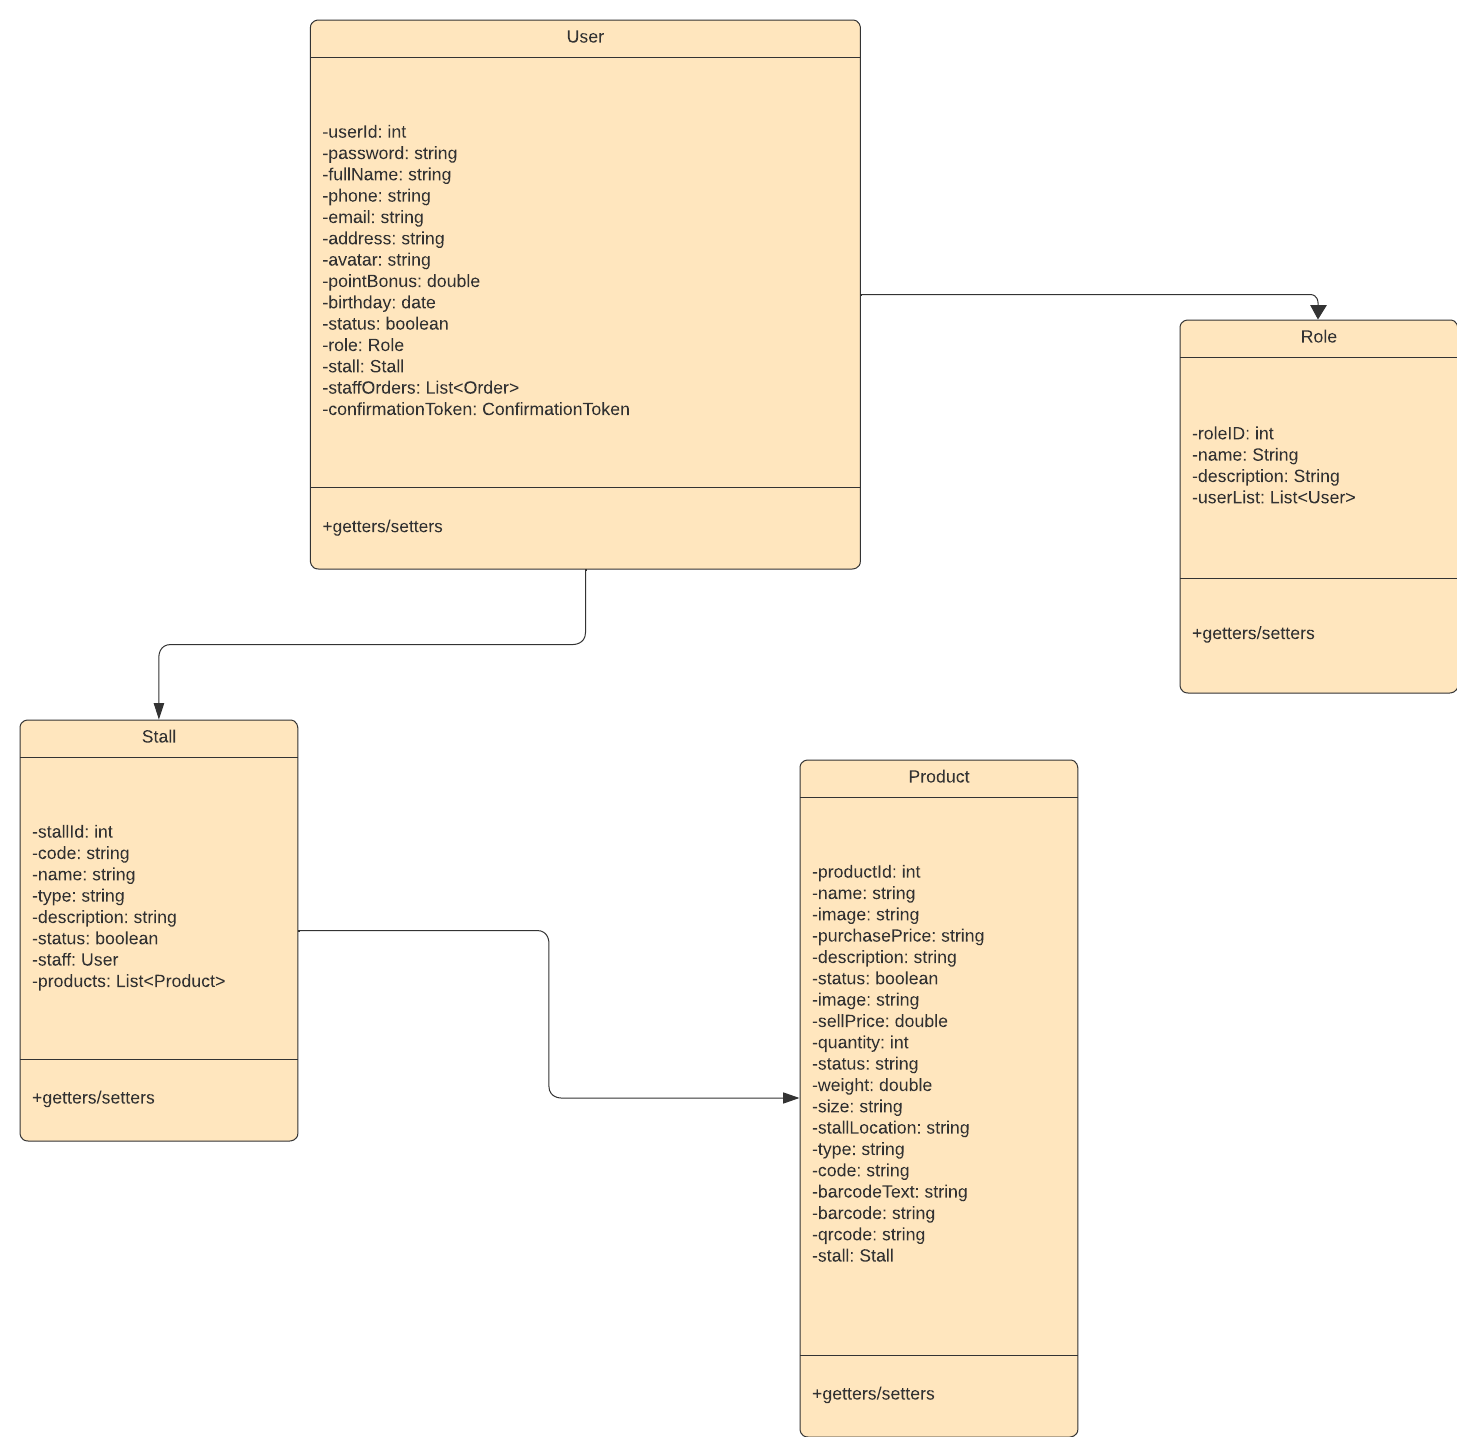 User
-userId: int
-password: string
-fullName: string
-phone: string
-email: string
-address: string
-avatar: string
-pointBonus: double
-birthday: date
-status: boolean
-role: Role
-stall: Stall
-staffOrders: List<Order>
-confirmationToken: ConfirmationToken
+getters/setters
Role
-roleID: int
-name: String
-description: String
-userList: List<User>
+getters/setters
Stall
-stallId: int
-code: string
-name: string
-type: string
-description: string
-status: boolean
-staff: User
-products: List<Product>
+getters/setters
Product
-productId: int
-name: string
-image: string
-purchasePrice: string
-description: string
-status: boolean
-image: string
-sellPrice: double
-quantity: int
-status: string
-weight: double
-size: string
-stallLocation: string
-type: string
-code: string
-barcodeText: string
-barcode: string
-qrcode: string
-stall: Stall
+getters/setters